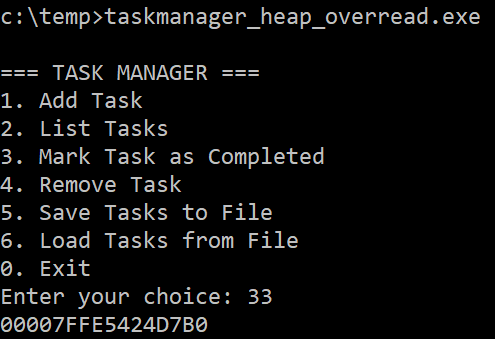 c:\temp>taskmanager_heap_overread.exe
=== TASK MANAGER ===
1. Add Task
2. List Tasks
3. Mark Task as Completed
4. Remove Task
5. Save Tasks to File
6. Load Tasks from File
0. Exit
Enter your choice: 33
00007FFE5424D7B0